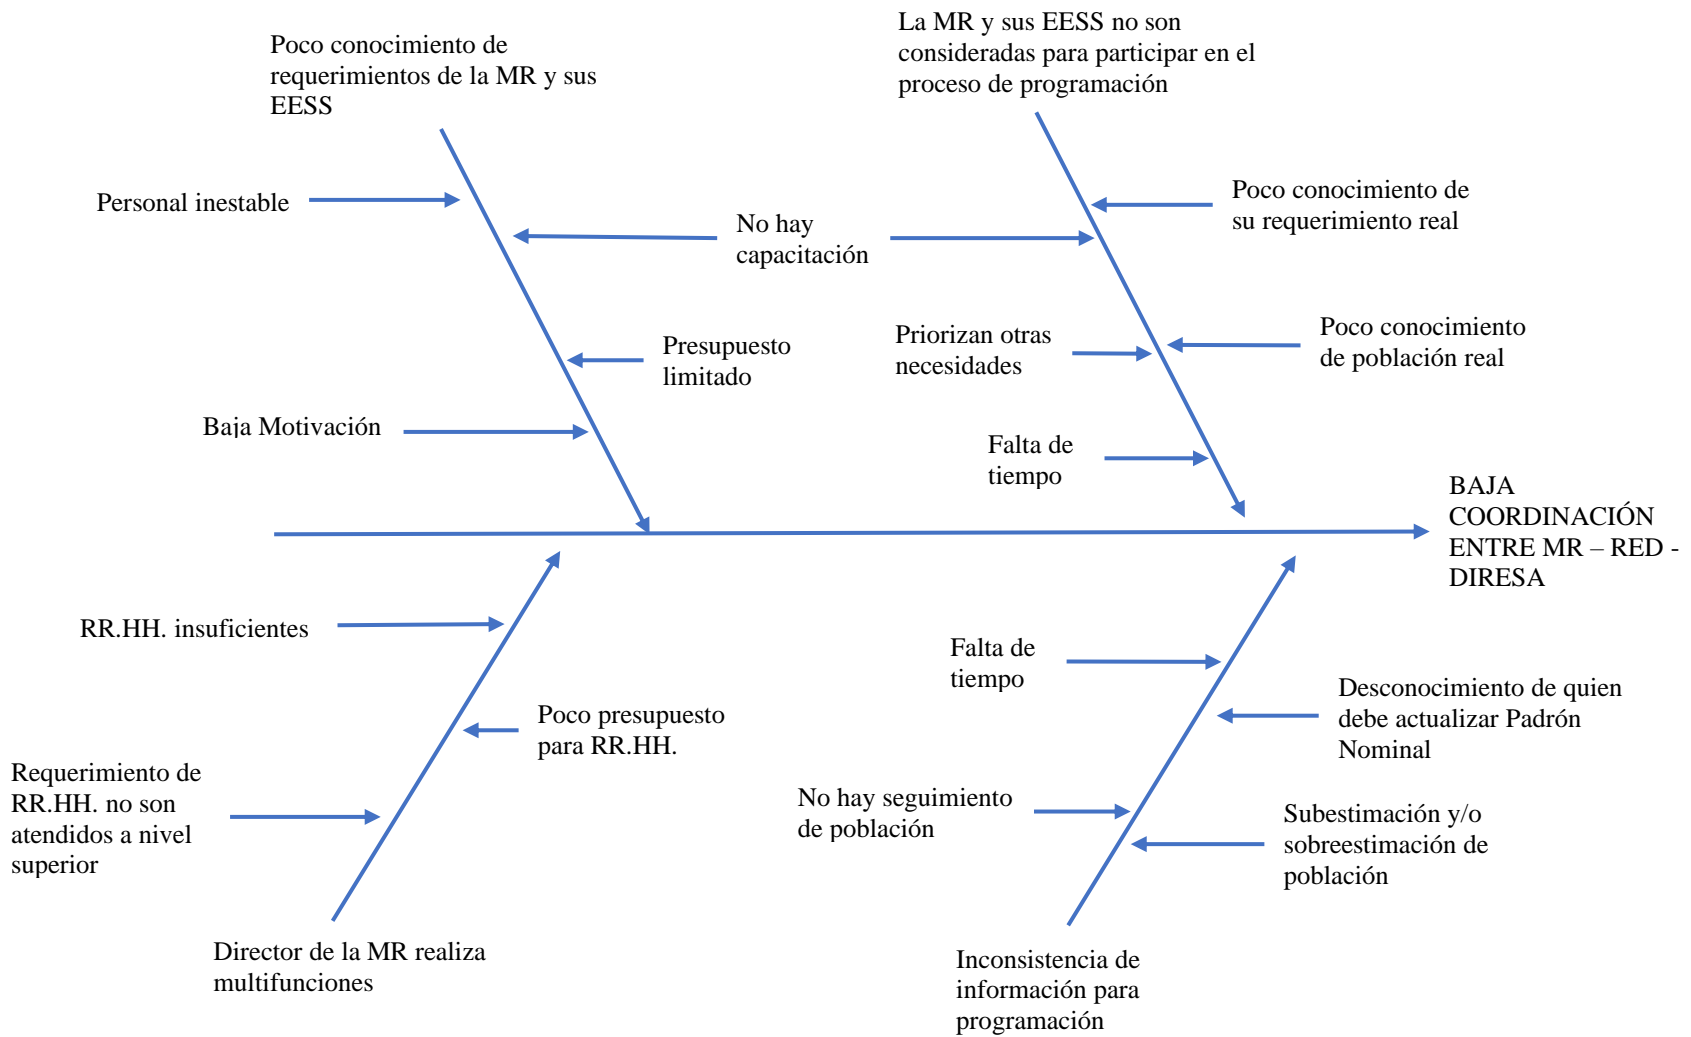 La MR y sus EESS no son
consideradas para participar en el
proceso de programación
Poco conocimiento de
requerimientos de la MR y sus
EESS
Personal inestable
No hay
capacitación
Poco conocimiento de
su requerimiento real
Presupuesto
limitado
Priorizan otras
necesidades
Poco conocimiento
de población real
Baja Motivación
Falta de
tiempo
BAJA
COORDINACIÓN
ENTRE MR – RED -
DIRESA
RR.HH. insuficientes
Falta de
tiempo
Poco presupuesto
para RR.HH.
Desconocimiento de quien
debe actualizar Padrón
Nominal
Requerimiento de
RR.HH. no son
atendidos a nivel
superior
No hay seguimiento
de población
Subestimación y/o
sobreestimación de
población
Director de la MR realiza
multifunciones
Inconsistencia de
información para
programación